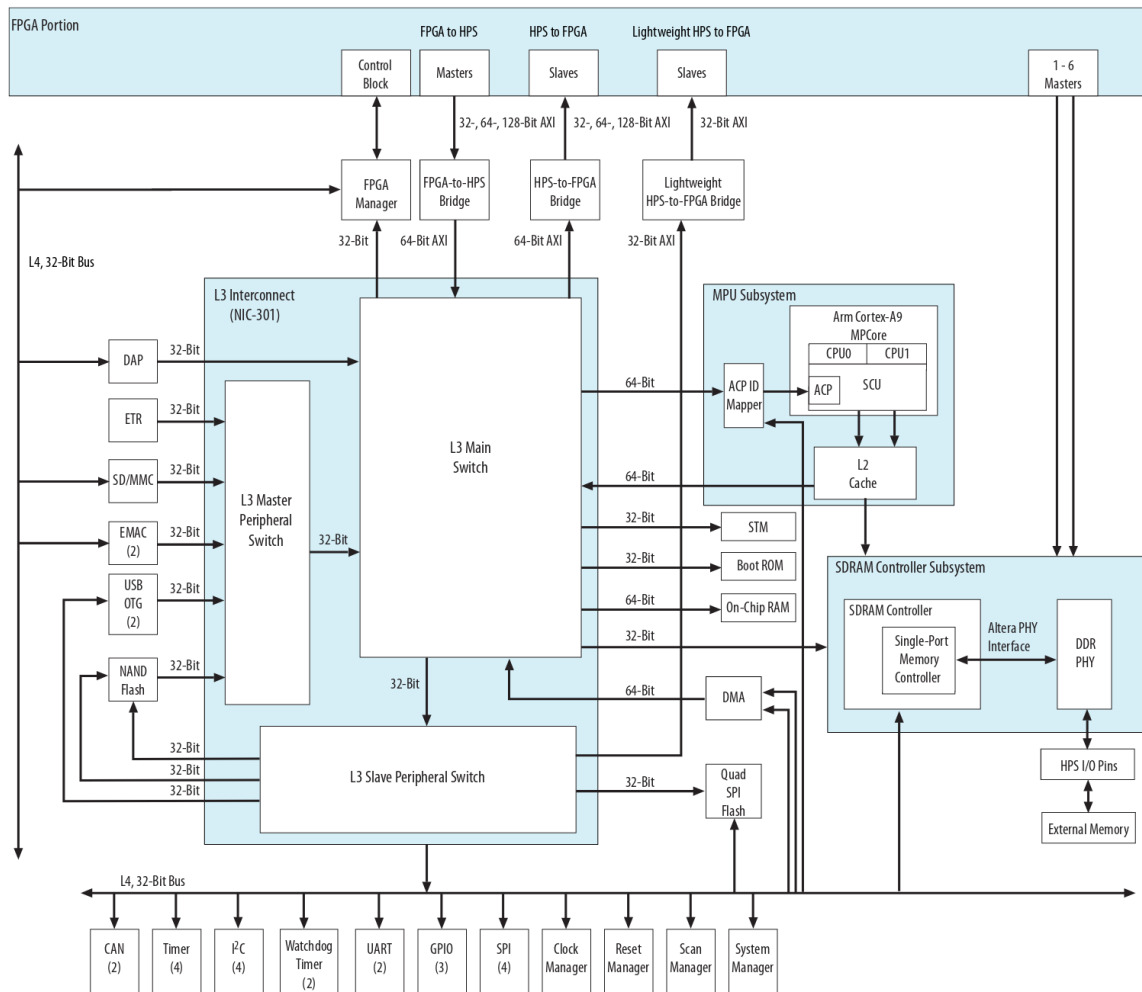 FPGA Portion
FPGA to HPS
HPS to FPGA
Lightweight HPS to FPGA
Control
Block
Masters
Slaves
Slaves
1 - 6
Masters
32-, 64-, 128-Bit AXI
32-, 64-, 128-Bit AXI
32-Bit AXI
FPGA
Manager
FPGA-to-HPS
Bridge
HPS-to-FPGA
Bridge
Lightweight
HPS-to-FPGA Bridge
32-Bit
64-Bit AXI
64-Bit AXI
32-Bit AXI
L4, 32-Bit Bus
L3 Interconnect
(NIC-301)
MPU Subsystem
Arm Cortex-A9
MPCore
CPU0
CPU1
ACP
SCU
ACP ID
Mapper
L2
Cache
DAP
32-Bit
ETR
32-Bit
SD/MMC
32-Bit
EMAC
(2)
32-Bit
USB
OTG
(2)
32-Bit
NAND
Flash
32-Bit
L3 Master
Peripheral
Switch
32-Bit
L3 Main
Switch
64-Bit
64-Bit
32-Bit
STM
32-Bit
Boot ROM
64-Bit
On-Chip RAM
32-Bit
64-Bit
DMA
SDRAM Controller Subsystem
SDRAM Controller
Single-Port
Memory
Controller
Altera PHY
Interface
DDR
PHY
HPS I/O Pins
External Memory
32-Bit
32-Bit
32-Bit
32-Bit
L3 Slave Peripheral Switch
32-Bit
Quad
SPI
Flash
L4, 32-Bit Bus
CAN
(2)
Timer
(4)
I²C
(4)
Watchdog
Timer
(2)
UART
(2)
GPIO
(3)
SPI
(4)
Clock
Manager
Reset
Manager
Scan
Manager
System
Manager